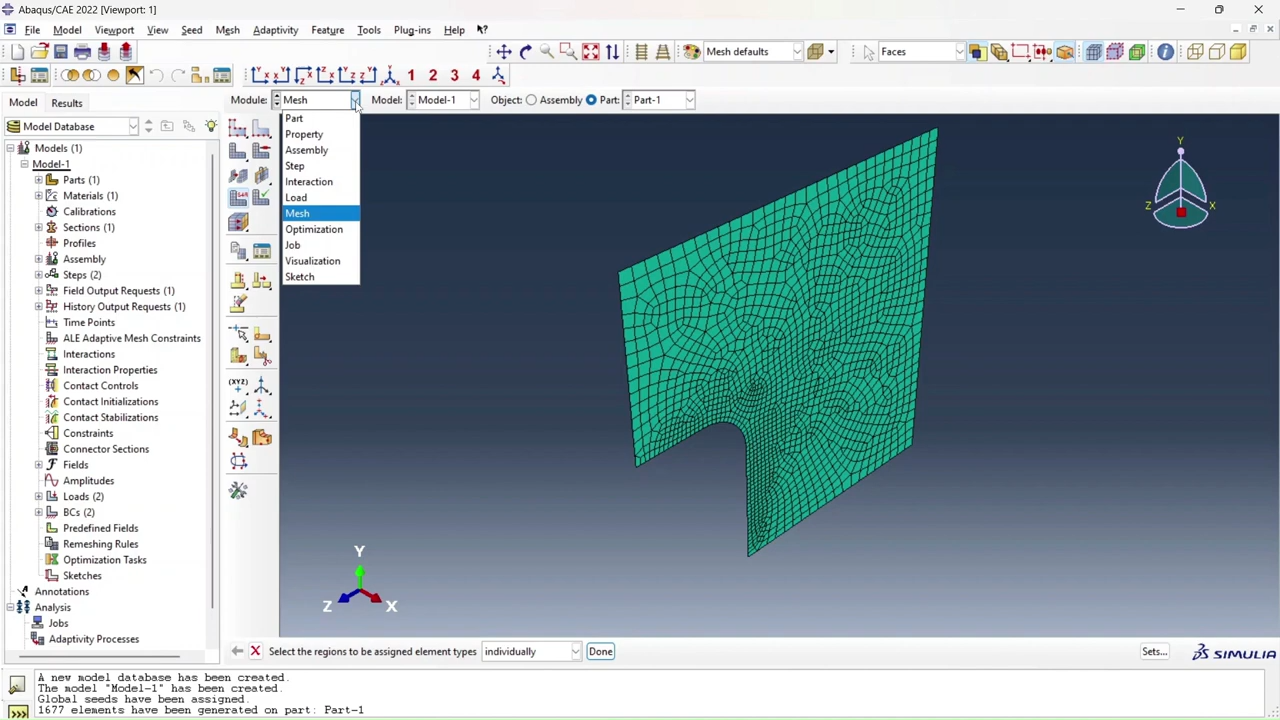 Abaqus/CAE 2022 [Viewport: 1]
File Model Viewport View Seed Mesh Adaptivity Feature Tools Plug-ins Help
Mesh defaults Faces
1 2 3 4
Model Results Module: Mesh Model: Model-1 Object: Assembly Part: Part-1
Model Database
Models (1)
Model-1
Parts (1)
Materials (1)
Calibrations
Sections (1)
Profiles
Assembly
Steps (2)
Field Output Requests (1)
History Output Requests (1)
Time Points
ALE Adaptive Mesh Constraints
Interactions
Interaction Properties
Contact Controls
Contact Initializations
Contact Stabilizations
Constraints
Connector Sections
Fields
Amplitudes
Loads (2)
BCs (2)
Predefined Fields
Remeshing Rules
Optimization Tasks
Sketches
Annotations
Analysis
Jobs
Adaptivity Processes
Part
Property
Assembly
Step
Interaction
Load
Mesh
Optimization
Job
Visualization
Sketch
(XYZ)
Y
Z X
Y
Z X
Select the regions to be assigned element types individually Done Sets... SIMULIA
A new model database has been created.
The model "Model-1" has been created.
Global seeds have been assigned.
1677 elements have been generated on part: Part-1
>>>